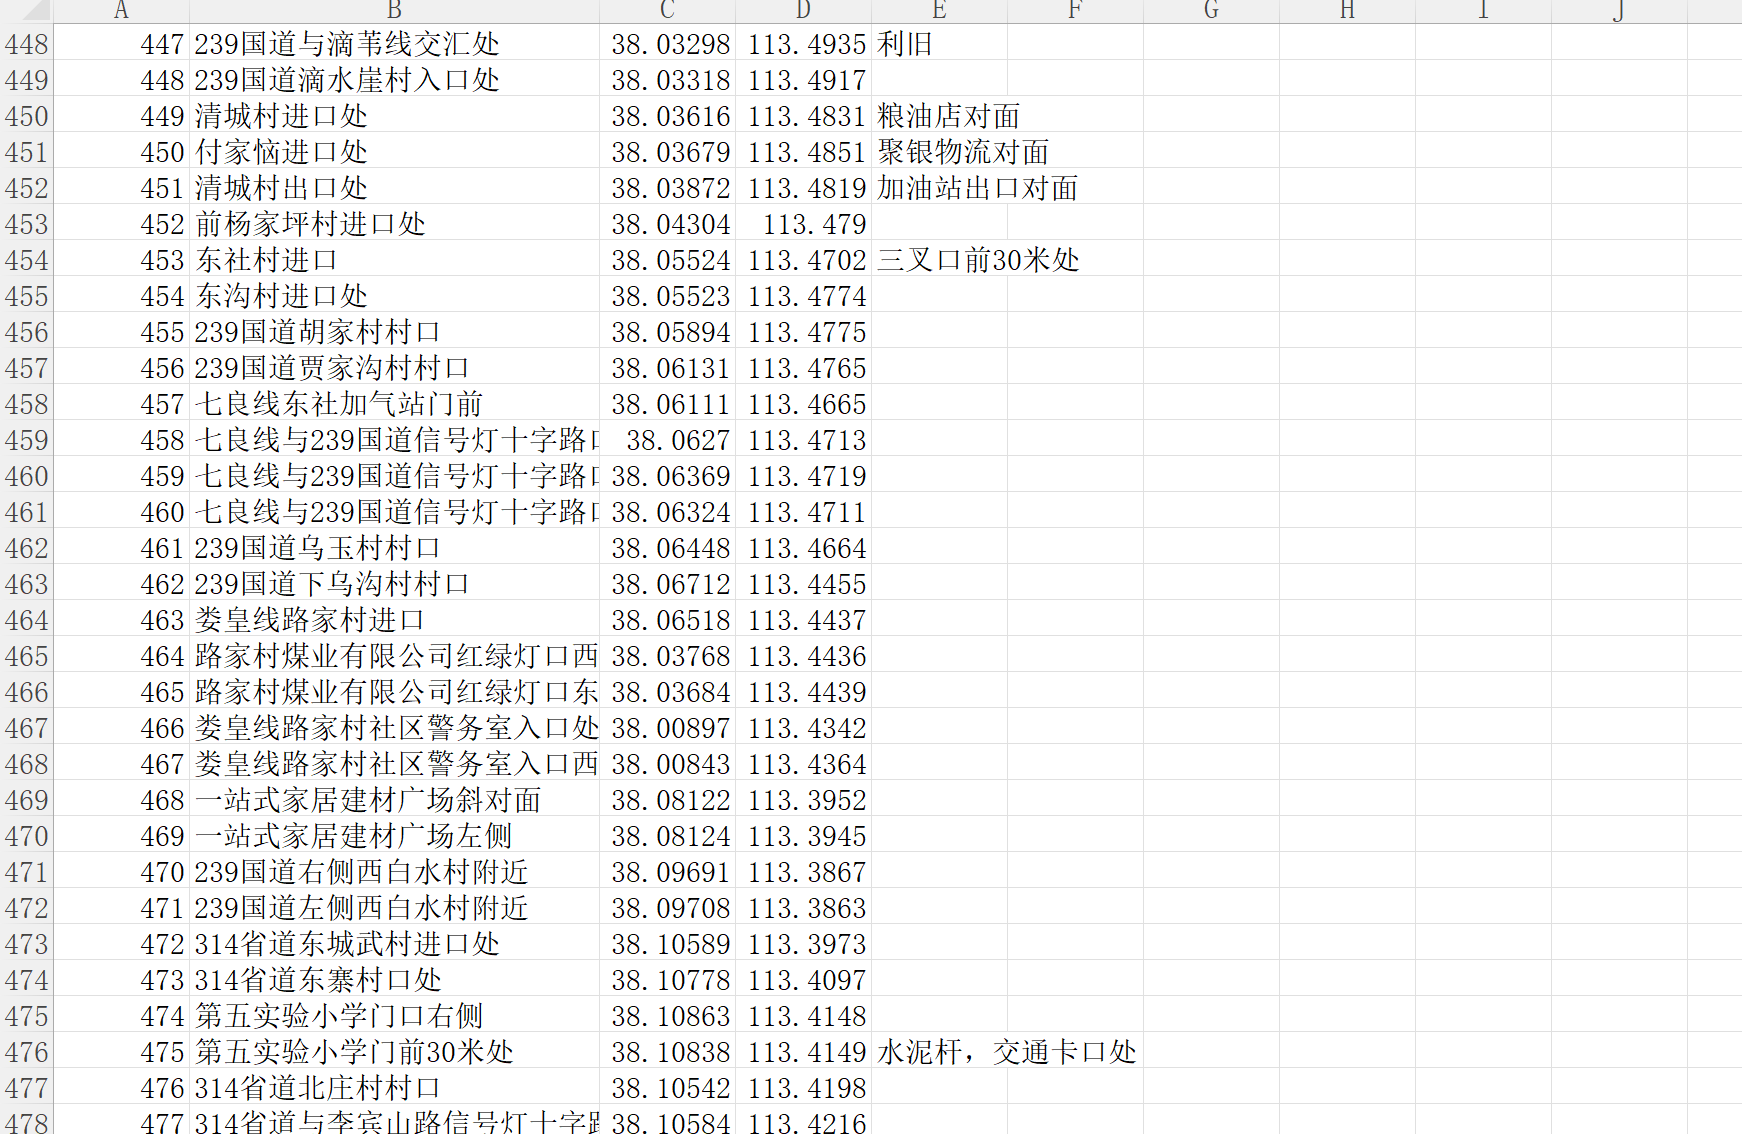 A B C D E F G H I J
448 447 239国道与滴苇线交汇处 38.03298 113.4935 利旧
449 448 239国道滴水崖村入口处 38.03318 113.4917
450 449 清城村进口处 38.03616 113.4831 粮油店对面
451 450 付家恼进口处 38.03679 113.4851 聚银物流对面
452 451 清城村出口处 38.03872 113.4819 加油站出口对面
453 452 前杨家坪村进口处 38.04304 113.479
454 453 东社村进口 38.05524 113.4702 三叉口前30米处
455 454 东沟村进口处 38.05523 113.4774
456 455 239国道胡家村村口 38.05894 113.4775
457 456 239国道贾家沟村村口 38.06131 113.4765
458 457 七良线东社加气站门前 38.06111 113.4665
459 458 七良线与239国道信号灯十字路口 38.0627 113.4713
460 459 七良线与239国道信号灯十字路口 38.06369 113.4719
461 460 七良线与239国道信号灯十字路口 38.06324 113.4711
462 461 239国道乌玉村村口 38.06448 113.4664
463 462 239国道下乌沟村村口 38.06712 113.4455
464 463 娄皇线路家村进口 38.06518 113.4437
465 464 路家村煤业有限公司红绿灯口西 38.03768 113.4436
466 465 路家村煤业有限公司红绿灯口东 38.03684 113.4439
467 466 娄皇线路家村社区警务室入口处 38.00897 113.4342
468 467 娄皇线路家村社区警务室入口西 38.00843 113.4364
469 468 一站式家居建材广场斜对面 38.08122 113.3952
470 469 一站式家居建材广场左侧 38.08124 113.3945
471 470 239国道右侧西白水村附近 38.09691 113.3867
472 471 239国道左侧西白水村附近 38.09708 113.3863
473 472 314省道东城武村进口处 38.10589 113.3973
474 473 314省道东寨村口处 38.10778 113.4097
475 474 第五实验小学门口右侧 38.10863 113.4148
476 475 第五实验小学门前30米处 38.10838 113.4149 水泥杆，交通卡口处
477 476 314省道北庄村村口 38.10542 113.4198
478 477 314省道与李宾山路信号灯十字路 38.10584 113.4216